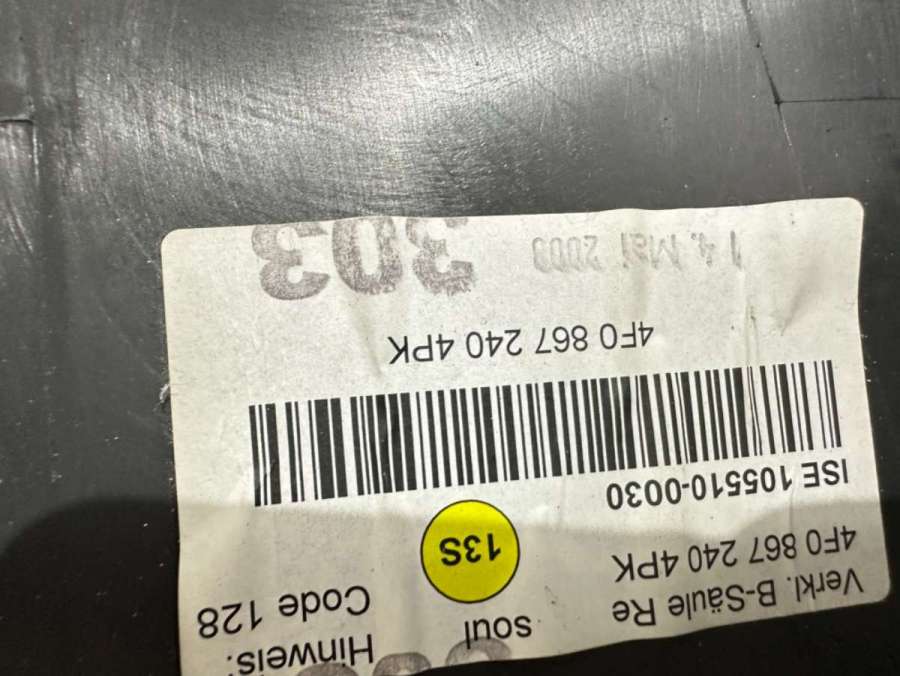 Verkl. B-Säule Re soul Hinweis:
4F0 867 240 4PK 13S Code 128
ISE 105510-0030
4F0 867 240 4PK
14. Mai 303